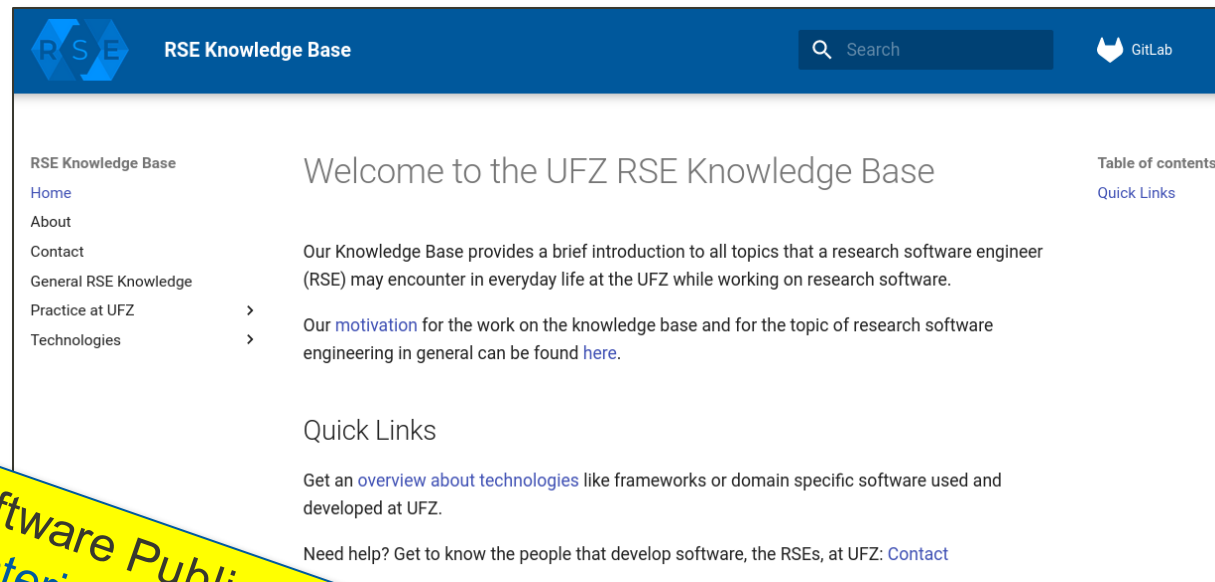 RSE
RSE Knowledge Base
Search
GitLab
RSE Knowledge Base
Home
About
Contact
General RSE Knowledge
Practice at UFZ
Technologies
Welcome to the UFZ RSE Knowledge Base
Our Knowledge Base provides a brief introduction to all topics that a research software engineer
(RSE) may encounter in everyday life at the UFZ while working on research software.
Our motivation for the work on the knowledge base and for the topic of research software
engineering in general can be found here.
Quick Links
Get an overview about technologies like frameworks or domain specific software used and
developed at UFZ.
Need help? Get to know the people that develop software, the RSEs, at UFZ: Contact
Table of contents
Quick Links